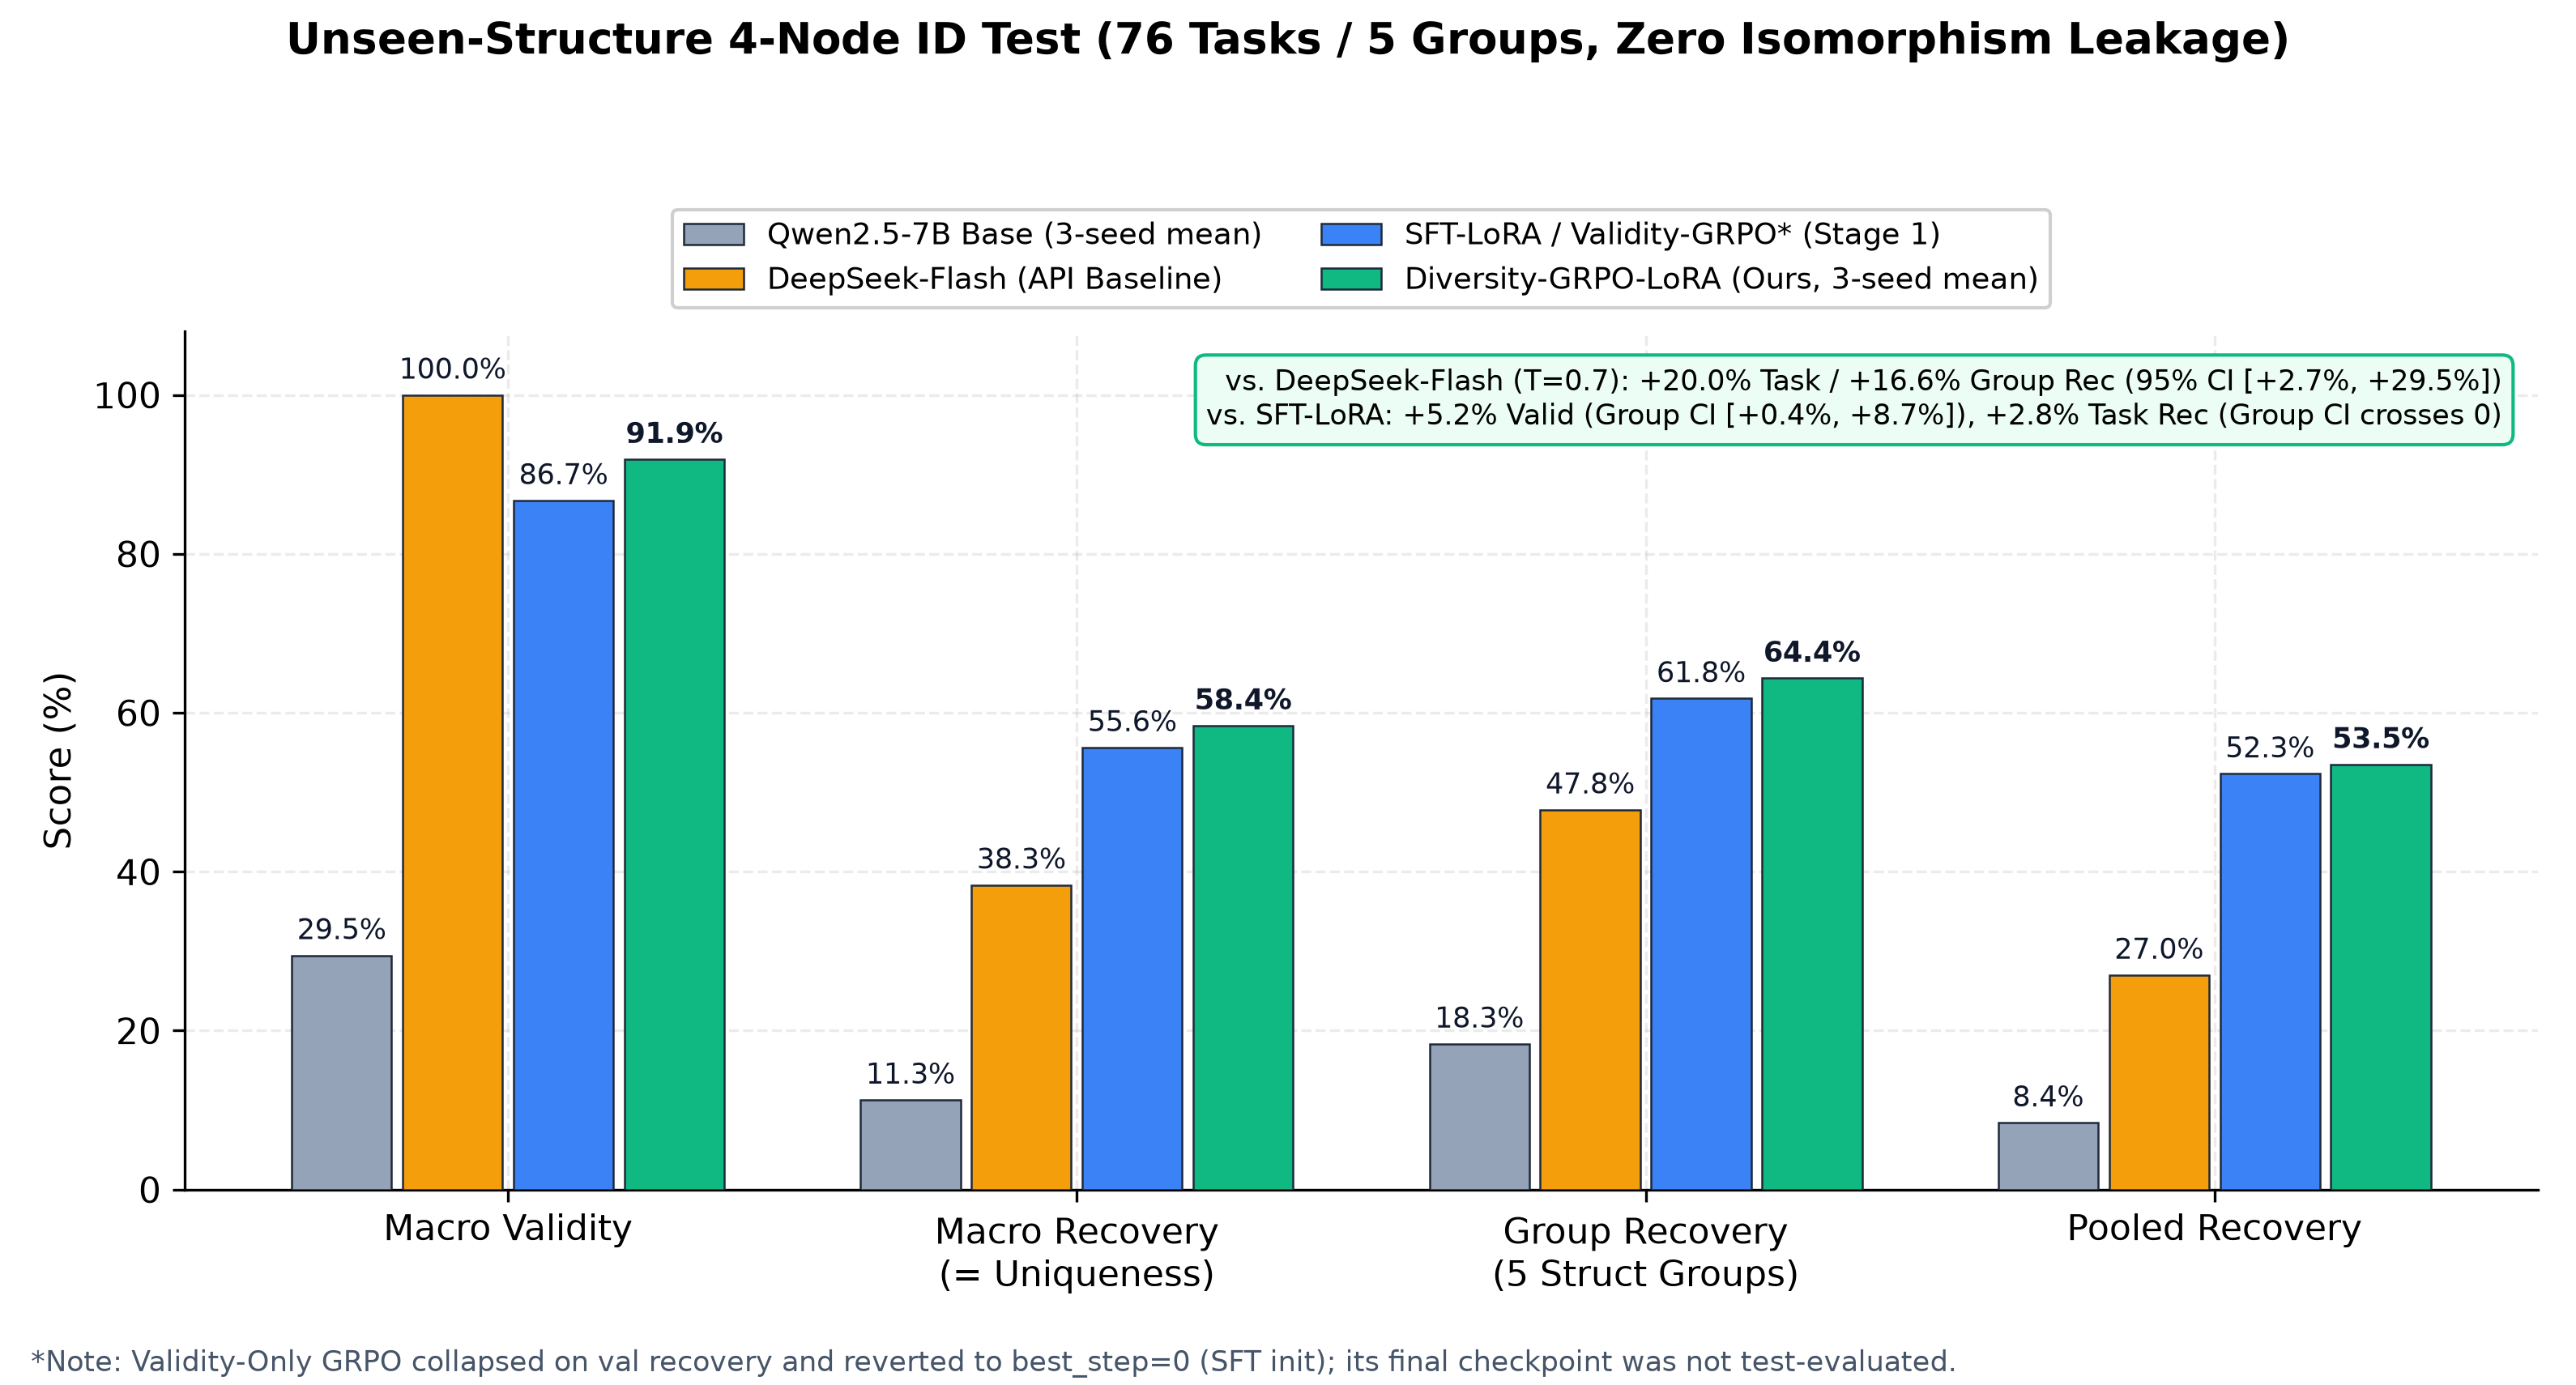 Unseen-Structure 4-Node ID Test (76 Tasks / 5 Groups, Zero Isomorphism Leakage)
Qwen2.5-7B Base (3-seed mean)
DeepSeek-Flash (API Baseline)
SFT-LoRA / Validity-GRPO* (Stage 1)
Diversity-GRPO-LoRA (Ours, 3-seed mean)
vs. DeepSeek-Flash (T=0.7): +20.0% Task / +16.6% Group Rec (95% CI [+2.7%, +29.5%])
vs. SFT-LoRA: +5.2% Valid (Group CI [+0.4%, +8.7%]), +2.8% Task Rec (Group CI crosses 0)
Score (%)
100
80
60
40
20
0
29.5%
100.0%
86.7%
91.9%
11.3%
38.3%
55.6%
58.4%
18.3%
47.8%
61.8%
64.4%
8.4%
27.0%
52.3%
53.5%
Macro Validity
Macro Recovery
(= Uniqueness)
Group Recovery
(5 Struct Groups)
Pooled Recovery
*Note: Validity-Only GRPO collapsed on val recovery and reverted to best_step=0 (SFT init); its final checkpoint was not test-evaluated.